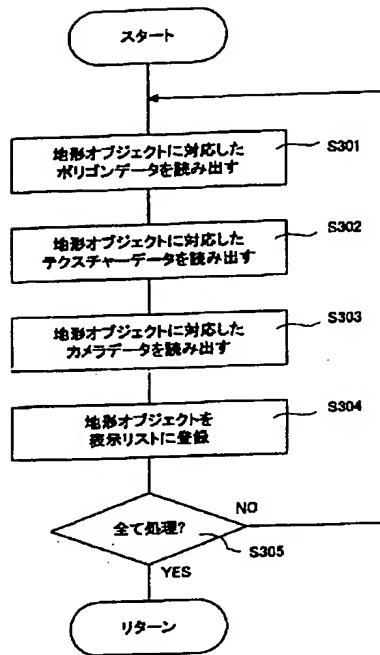 スタート
地形オブジェクトに対応した
ポリゴンデータを読み出す
S301
地形オブジェクトに対応した
テクスチャーデータを読み出す
S302
地形オブジェクトに対応した
カメラデータを読み出す
S303
地形オブジェクトを
表示リストに登録
S304
全て処理?
NO
S305
YES
リターン